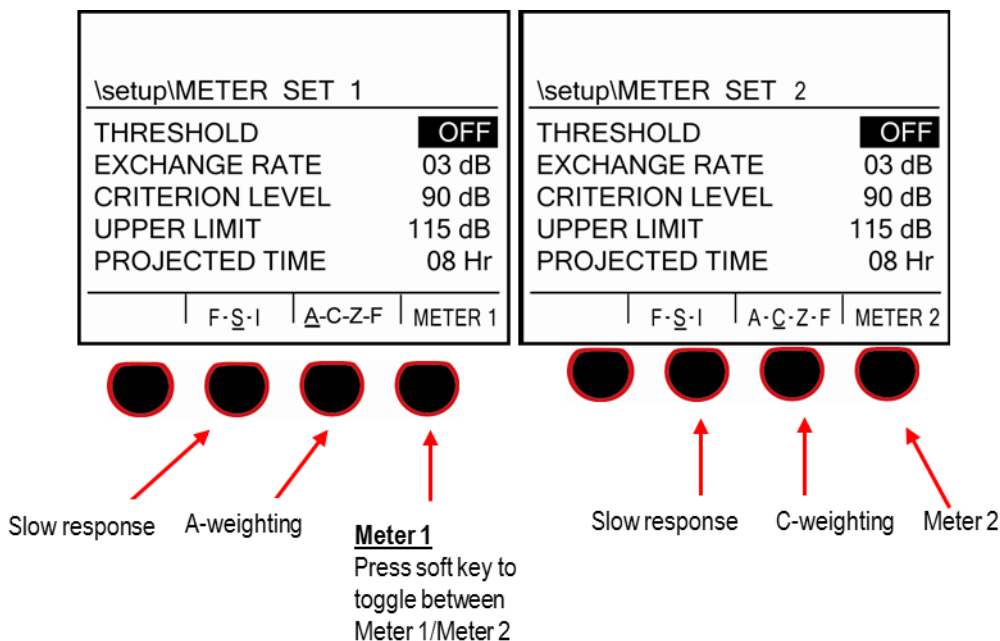 \setup\METER SET 1
THRESHOLD OFF
EXCHANGE RATE 03 dB
CRITERION LEVEL 90 dB
UPPER LIMIT 115 dB
PROJECTED TIME 08 Hr
F-S-I A-C-Z-F METER 1
\setup\METER SET 2
THRESHOLD OFF
EXCHANGE RATE 03 dB
CRITERION LEVEL 90 dB
UPPER LIMIT 115 dB
PROJECTED TIME 08 Hr
F-S-I A-C-Z-F METER 2
Slow response
A-weighting
Meter 1
Press soft key to
toggle between
Meter 1/Meter 2
Slow response
C-weighting
Meter 2